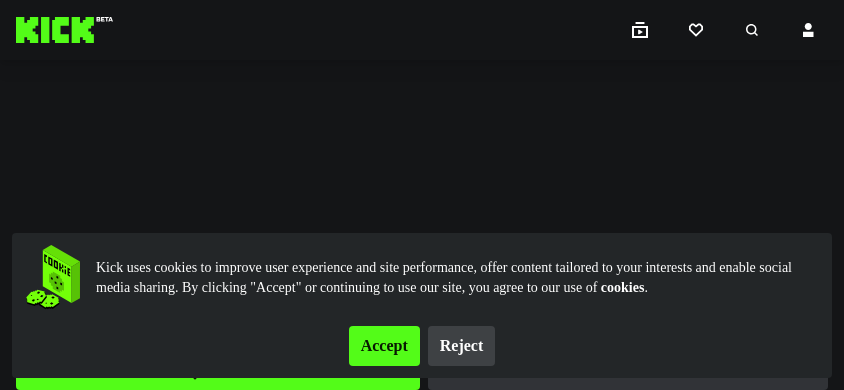 KICK BETA
COOKIE
Kick uses cookies to improve user experience and site performance, offer content tailored to your interests and enable social
media sharing. By clicking "Accept" or continuing to use our site, you agree to our use of cookies.
Accept
Reject